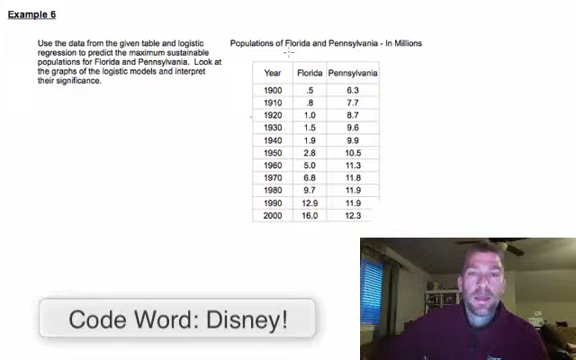 Example 6
Use the data from the given table and logistic
regression to predict the maximum sustainable
populations for Florida and Pennsylvania. Look at
the graphs of the logistic models and interpret
their significance.
Populations of Florida and Pennsylvania - In Millions
Year Florida Pennsylvania
1900 .5 6.3
1910 .8 7.7
1920 1.0 8.7
1930 1.5 9.6
1940 1.9 9.9
1950 2.8 10.5
1960 5.0 11.3
1970 6.8 11.8
1980 9.7 11.9
1990 12.9 11.9
2000 16.0 12.3
Code Word: Disney!